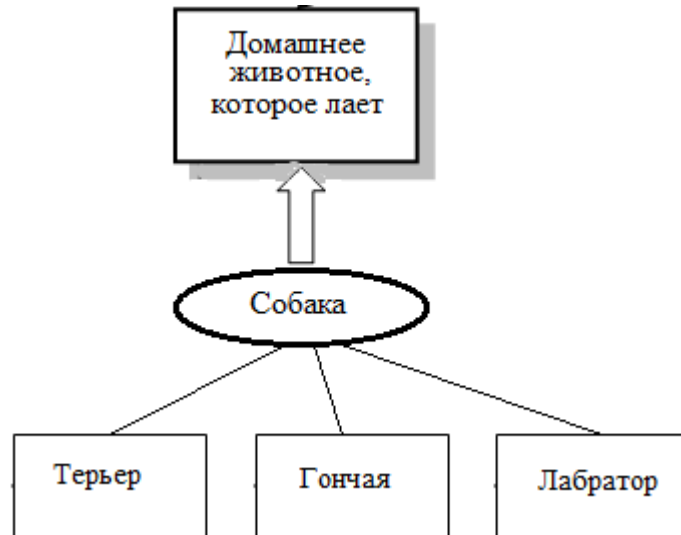 Домашнее
животное,
которое лает
Собака
Терьер
Гончая
Лабратор